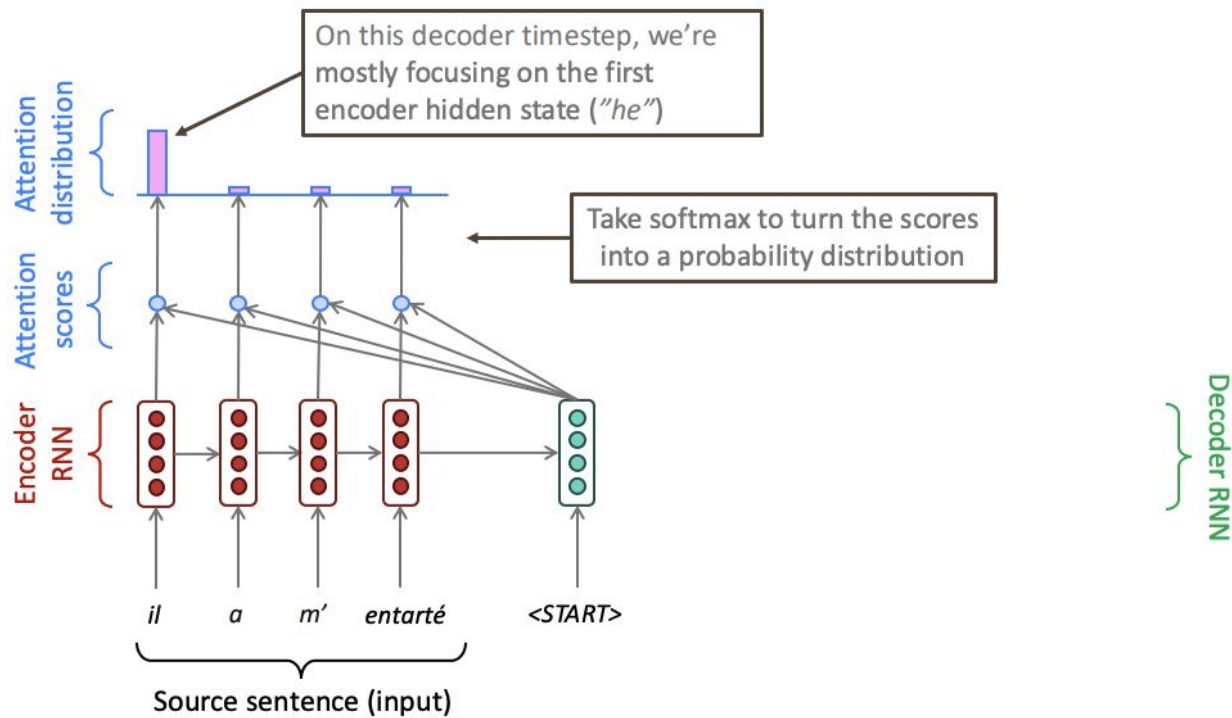 On this decoder timestep, we’re
mostly focusing on the first
encoder hidden state (”he”)
Attention
distribution
Take softmax to turn the scores
into a probability distribution
Attention
scores
Encoder
RNN
Decoder RNN
il a m’ entarté <START>
Source sentence (input)